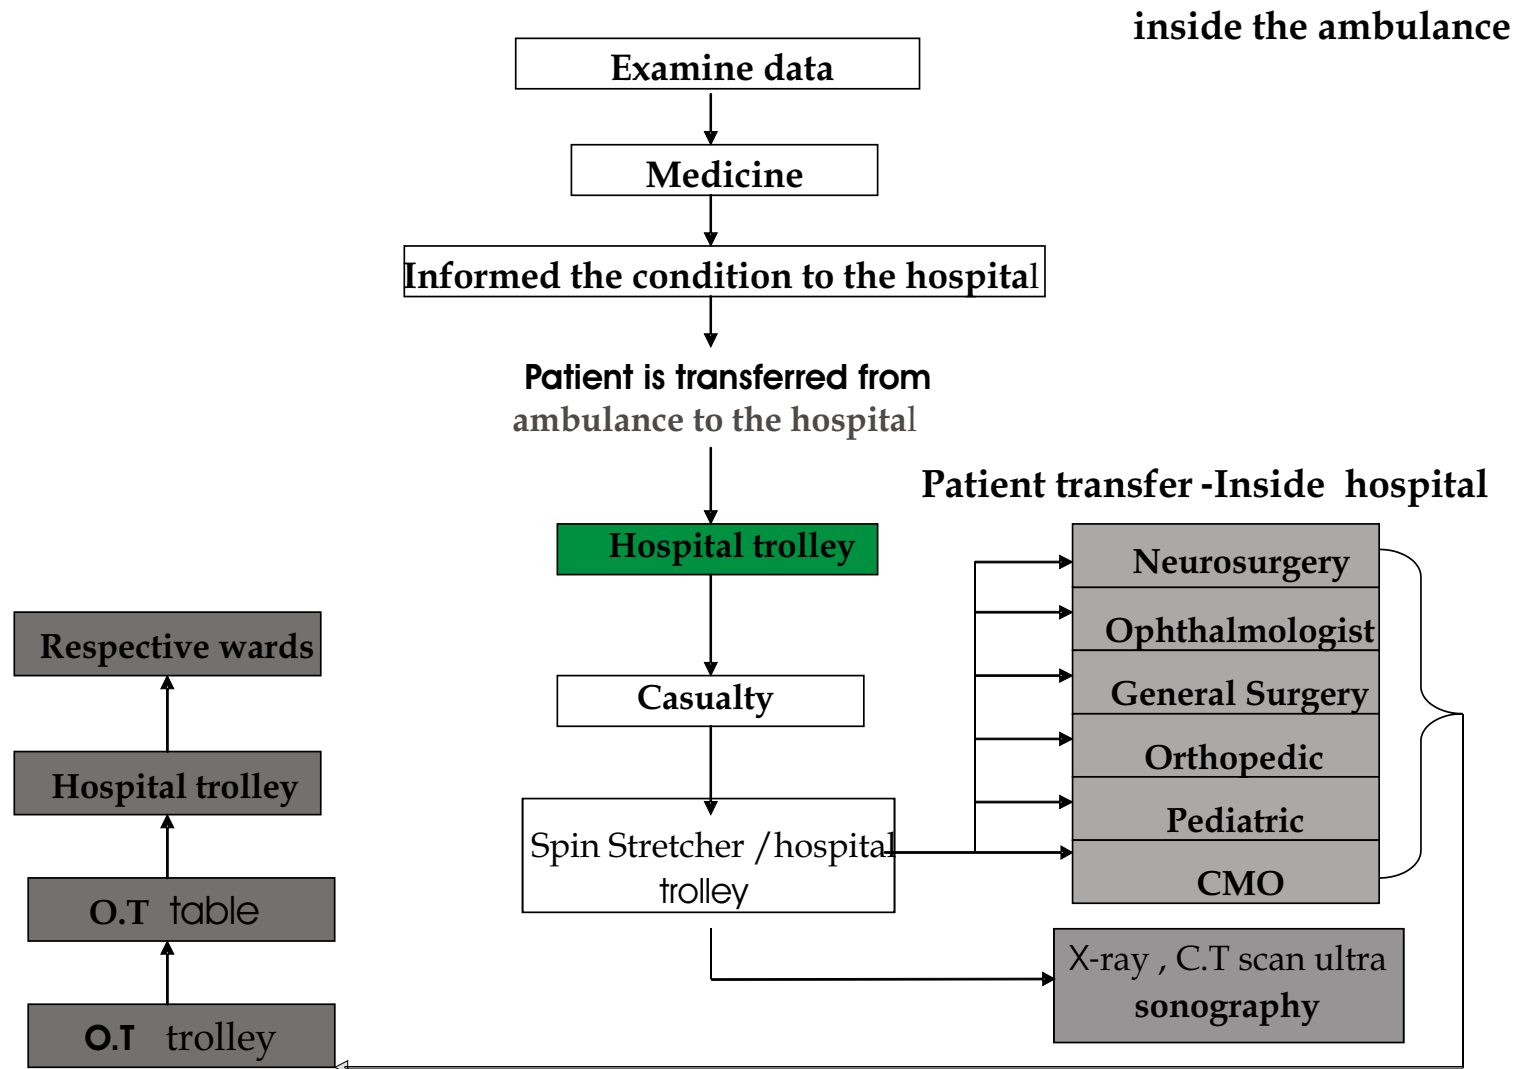 inside the ambulance
Examine data
Medicine
Informed the condition to the hospital
Patient is transferred from
ambulance to the hospital
Patient transfer -Inside hospital
Hospital trolley
Neurosurgery
Ophthalmologist
General Surgery
Orthopedic
Pediatric
CMO
Casualty
Spin Stretcher /hospital
trolley
X-ray , C.T scan ultra
sonography
Respective wards
Hospital trolley
O.T table
O.T trolley